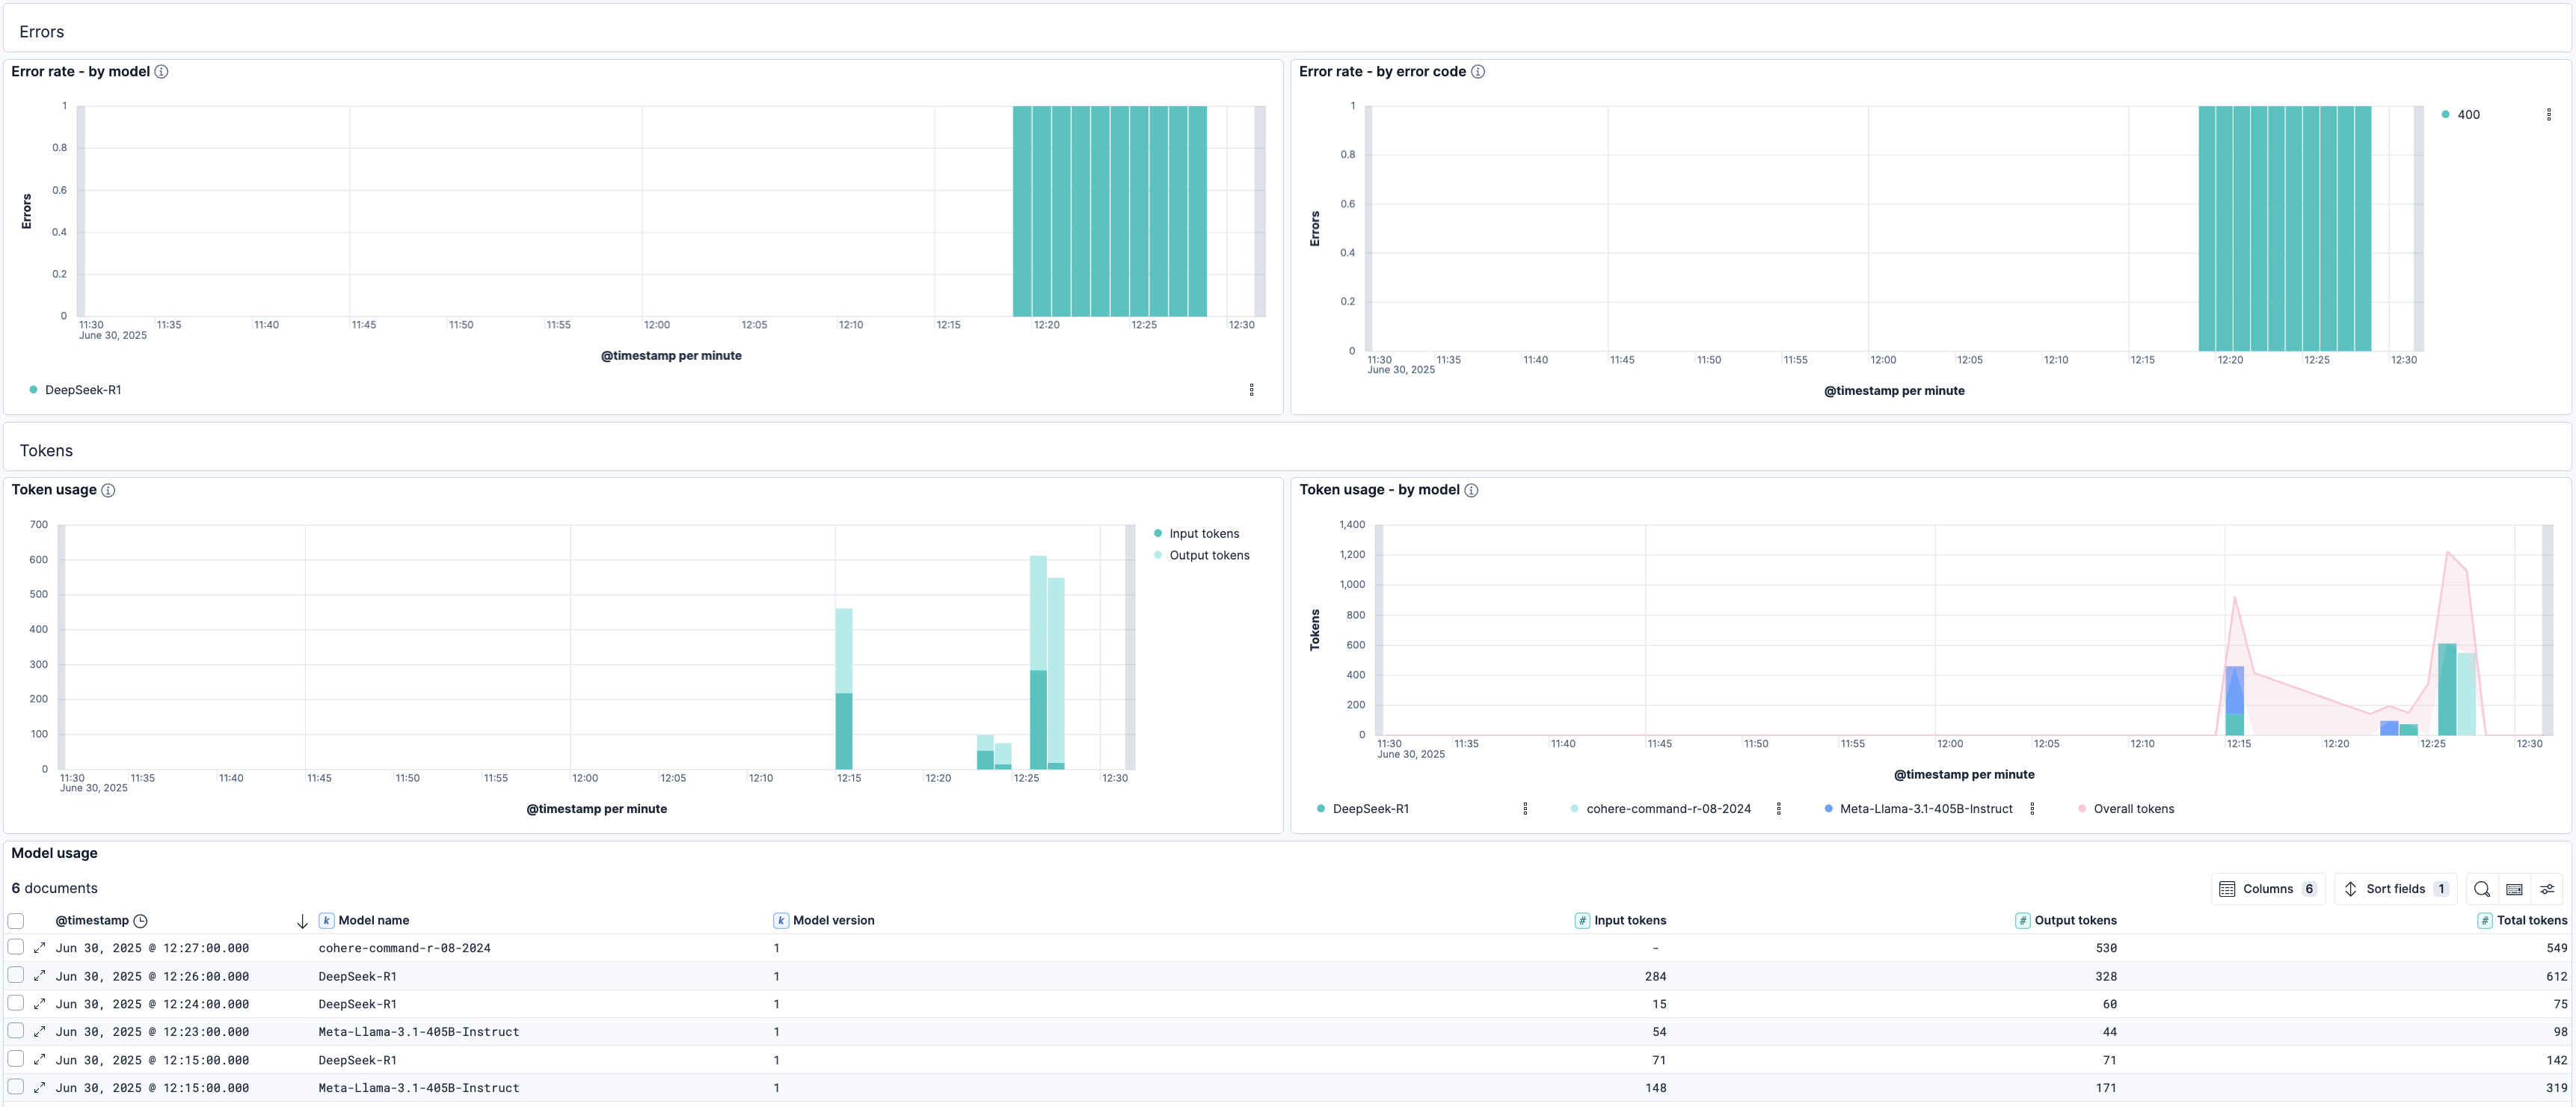 Errors
Error rate - by model
Errors
1
0.8
0.6
0.4
0.2
0
11:30 11:35 11:40 11:45 11:50 11:55 12:00 12:05 12:10 12:15 12:20 12:25 12:30
June 30, 2025
@timestamp per minute
DeepSeek-R1
Error rate - by error code
Errors
1
0.8
0.6
0.4
0.2
0
11:30 11:35 11:40 11:45 11:50 11:55 12:00 12:05 12:10 12:15 12:20 12:25 12:30
June 30, 2025
@timestamp per minute
400
Tokens
Token usage
700
600
500
400
300
200
100
0
11:30 11:35 11:40 11:45 11:50 11:55 12:00 12:05 12:10 12:15 12:20 12:25 12:30
June 30, 2025
@timestamp per minute
Input tokens
Output tokens
Token usage - by model
Tokens
1,400
1,200
1,000
800
600
400
200
0
11:30 11:35 11:40 11:45 11:50 11:55 12:00 12:05 12:10 12:15 12:20 12:25 12:30
June 30, 2025
@timestamp per minute
DeepSeek-R1 cohere-command-r-08-2024 Meta-Llama-3.1-405B-Instruct Overall tokens
Model usage
6 documents
Columns 6 Sort fields 1
@timestamp k Model name k Model version # Input tokens # Output tokens # Total tokens
Jun 30, 2025 @ 12:27:00.000 cohere-command-r-08-2024 1 - 530 549
Jun 30, 2025 @ 12:26:00.000 DeepSeek-R1 1 284 328 612
Jun 30, 2025 @ 12:24:00.000 DeepSeek-R1 1 15 60 75
Jun 30, 2025 @ 12:23:00.000 Meta-Llama-3.1-405B-Instruct 1 54 44 98
Jun 30, 2025 @ 12:15:00.000 DeepSeek-R1 1 71 71 142
Jun 30, 2025 @ 12:15:00.000 Meta-Llama-3.1-405B-Instruct 1 148 171 319